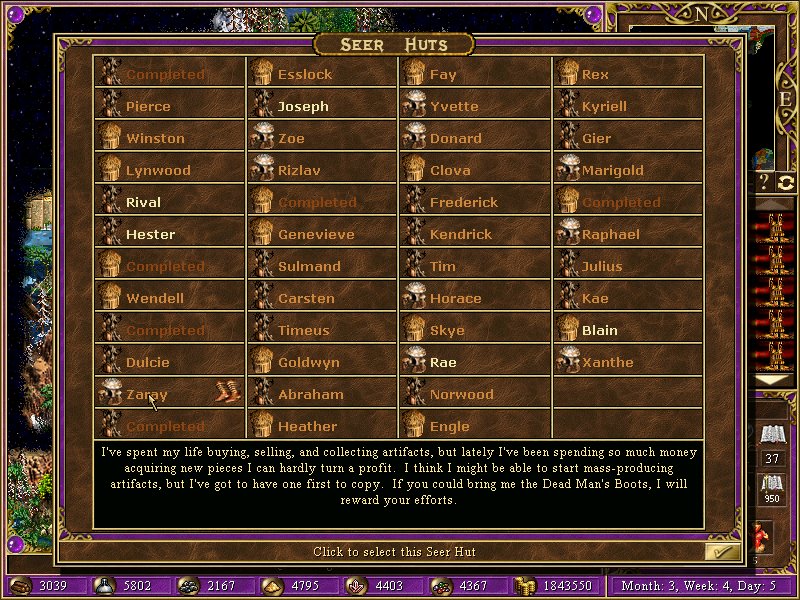 N
SEER HUTS
Completed Esslock Fay Rex
Pierce Joseph Yvette Kyriell
E
Winston Zoe Donard Gier
Lynwood Rizlav Clova Marigold
?
Rival Completed Frederick Completed
Hester Genevieve Kendrick Raphael
Completed Sulmand Tim Julius
Wendell Carsten Horace Kae
Completed Timeus Skye Blain
Dulcie Goldwyn Rae Xanthe
Zaray Abraham Norwood
Completed Heather Engle
I've spent my life buying, selling, and collecting artifacts, but lately I've been spending so much money
acquiring new pieces I can hardly turn a profit. I think I might be able to start mass-producing
artifacts, but I've got to have one first to copy. If you could bring me the Dead Man's Boots, I will
reward your efforts.
37
950
Click to select this Seer Hut
3039 5802 2167 4795 4403 4367 1843550 Month: 3, Week: 4, Day: 5